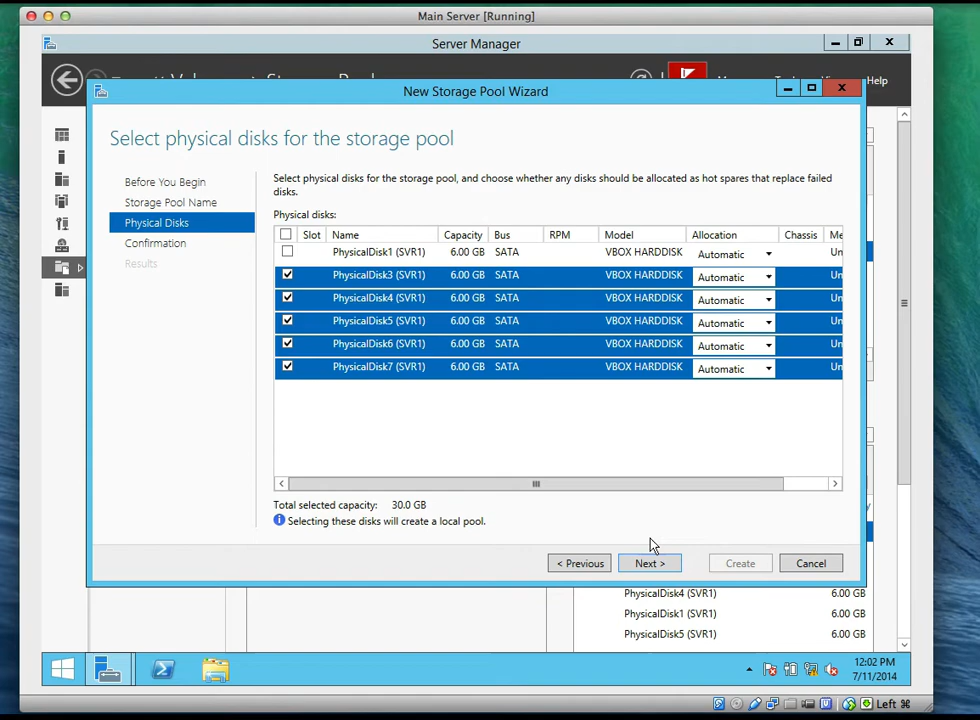 Main Server [Running]
Server Manager
Help
New Storage Pool Wizard
Select physical disks for the storage pool
Before You Begin
Storage Pool Name
Physical Disks
Confirmation
Results
Select physical disks for the storage pool, and choose whether any disks should be allocated as hot spares that replace failed
disks.
Physical disks:
Slot Name Capacity Bus RPM Model Allocation Chassis Me
PhysicalDisk1 (SVR1) 6.00 GB SATA VBOX HARDDISK Automatic Un
PhysicalDisk3 (SVR1) 6.00 GB SATA VBOX HARDDISK Automatic Un
PhysicalDisk4 (SVR1) 6.00 GB SATA VBOX HARDDISK Automatic Un
PhysicalDisk5 (SVR1) 6.00 GB SATA VBOX HARDDISK Automatic Un
PhysicalDisk6 (SVR1) 6.00 GB SATA VBOX HARDDISK Automatic Un
PhysicalDisk7 (SVR1) 6.00 GB SATA VBOX HARDDISK Automatic Un
Total selected capacity: 30.0 GB
Selecting these disks will create a local pool.
< Previous Next > Create Cancel
PhysicalDisk4 (SVR1) 6.00 GB
PhysicalDisk1 (SVR1) 6.00 GB
PhysicalDisk5 (SVR1) 6.00 GB
12:02 PM
7/11/2014
Left ⌘